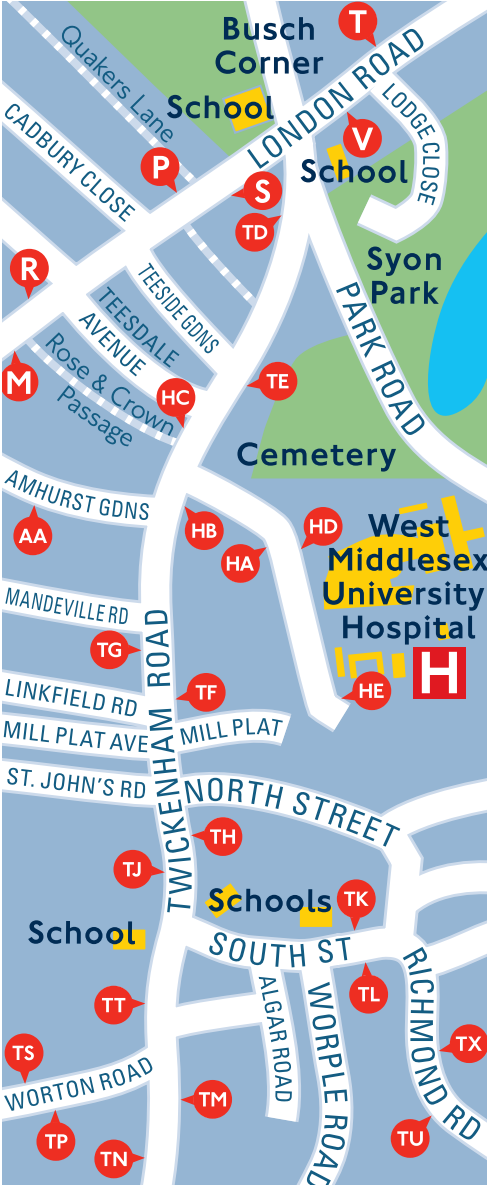 T
Busch
Corner
Quakers Lane
LONDON ROAD
School
LODGE CLOSE
CADBURY CLOSE
V
School
P
S
TD
Syon
Park
R
TEESIDE GDNS
PARK ROAD
TEESDALE
AVENUE
Rose & Crown
Passage
M
TE
HC
Cemetery
AMHURST GDNS
AA
HB
HD
HA
West
Middlesex
University
Hospital
H
MANDEVILLE RD
TG
TWICKENHAM ROAD
LINKFIELD RD
TF
HE
MILL PLAT AVE
MILL PLAT
ST. JOHN'S RD
NORTH STREET
TH
TJ
Schools
TK
School
SOUTH ST
TL
RICHMOND RD
ALGAR ROAD
WORPLE ROAD
TT
TS
TX
WORTON ROAD
TM
TP
TU
TN